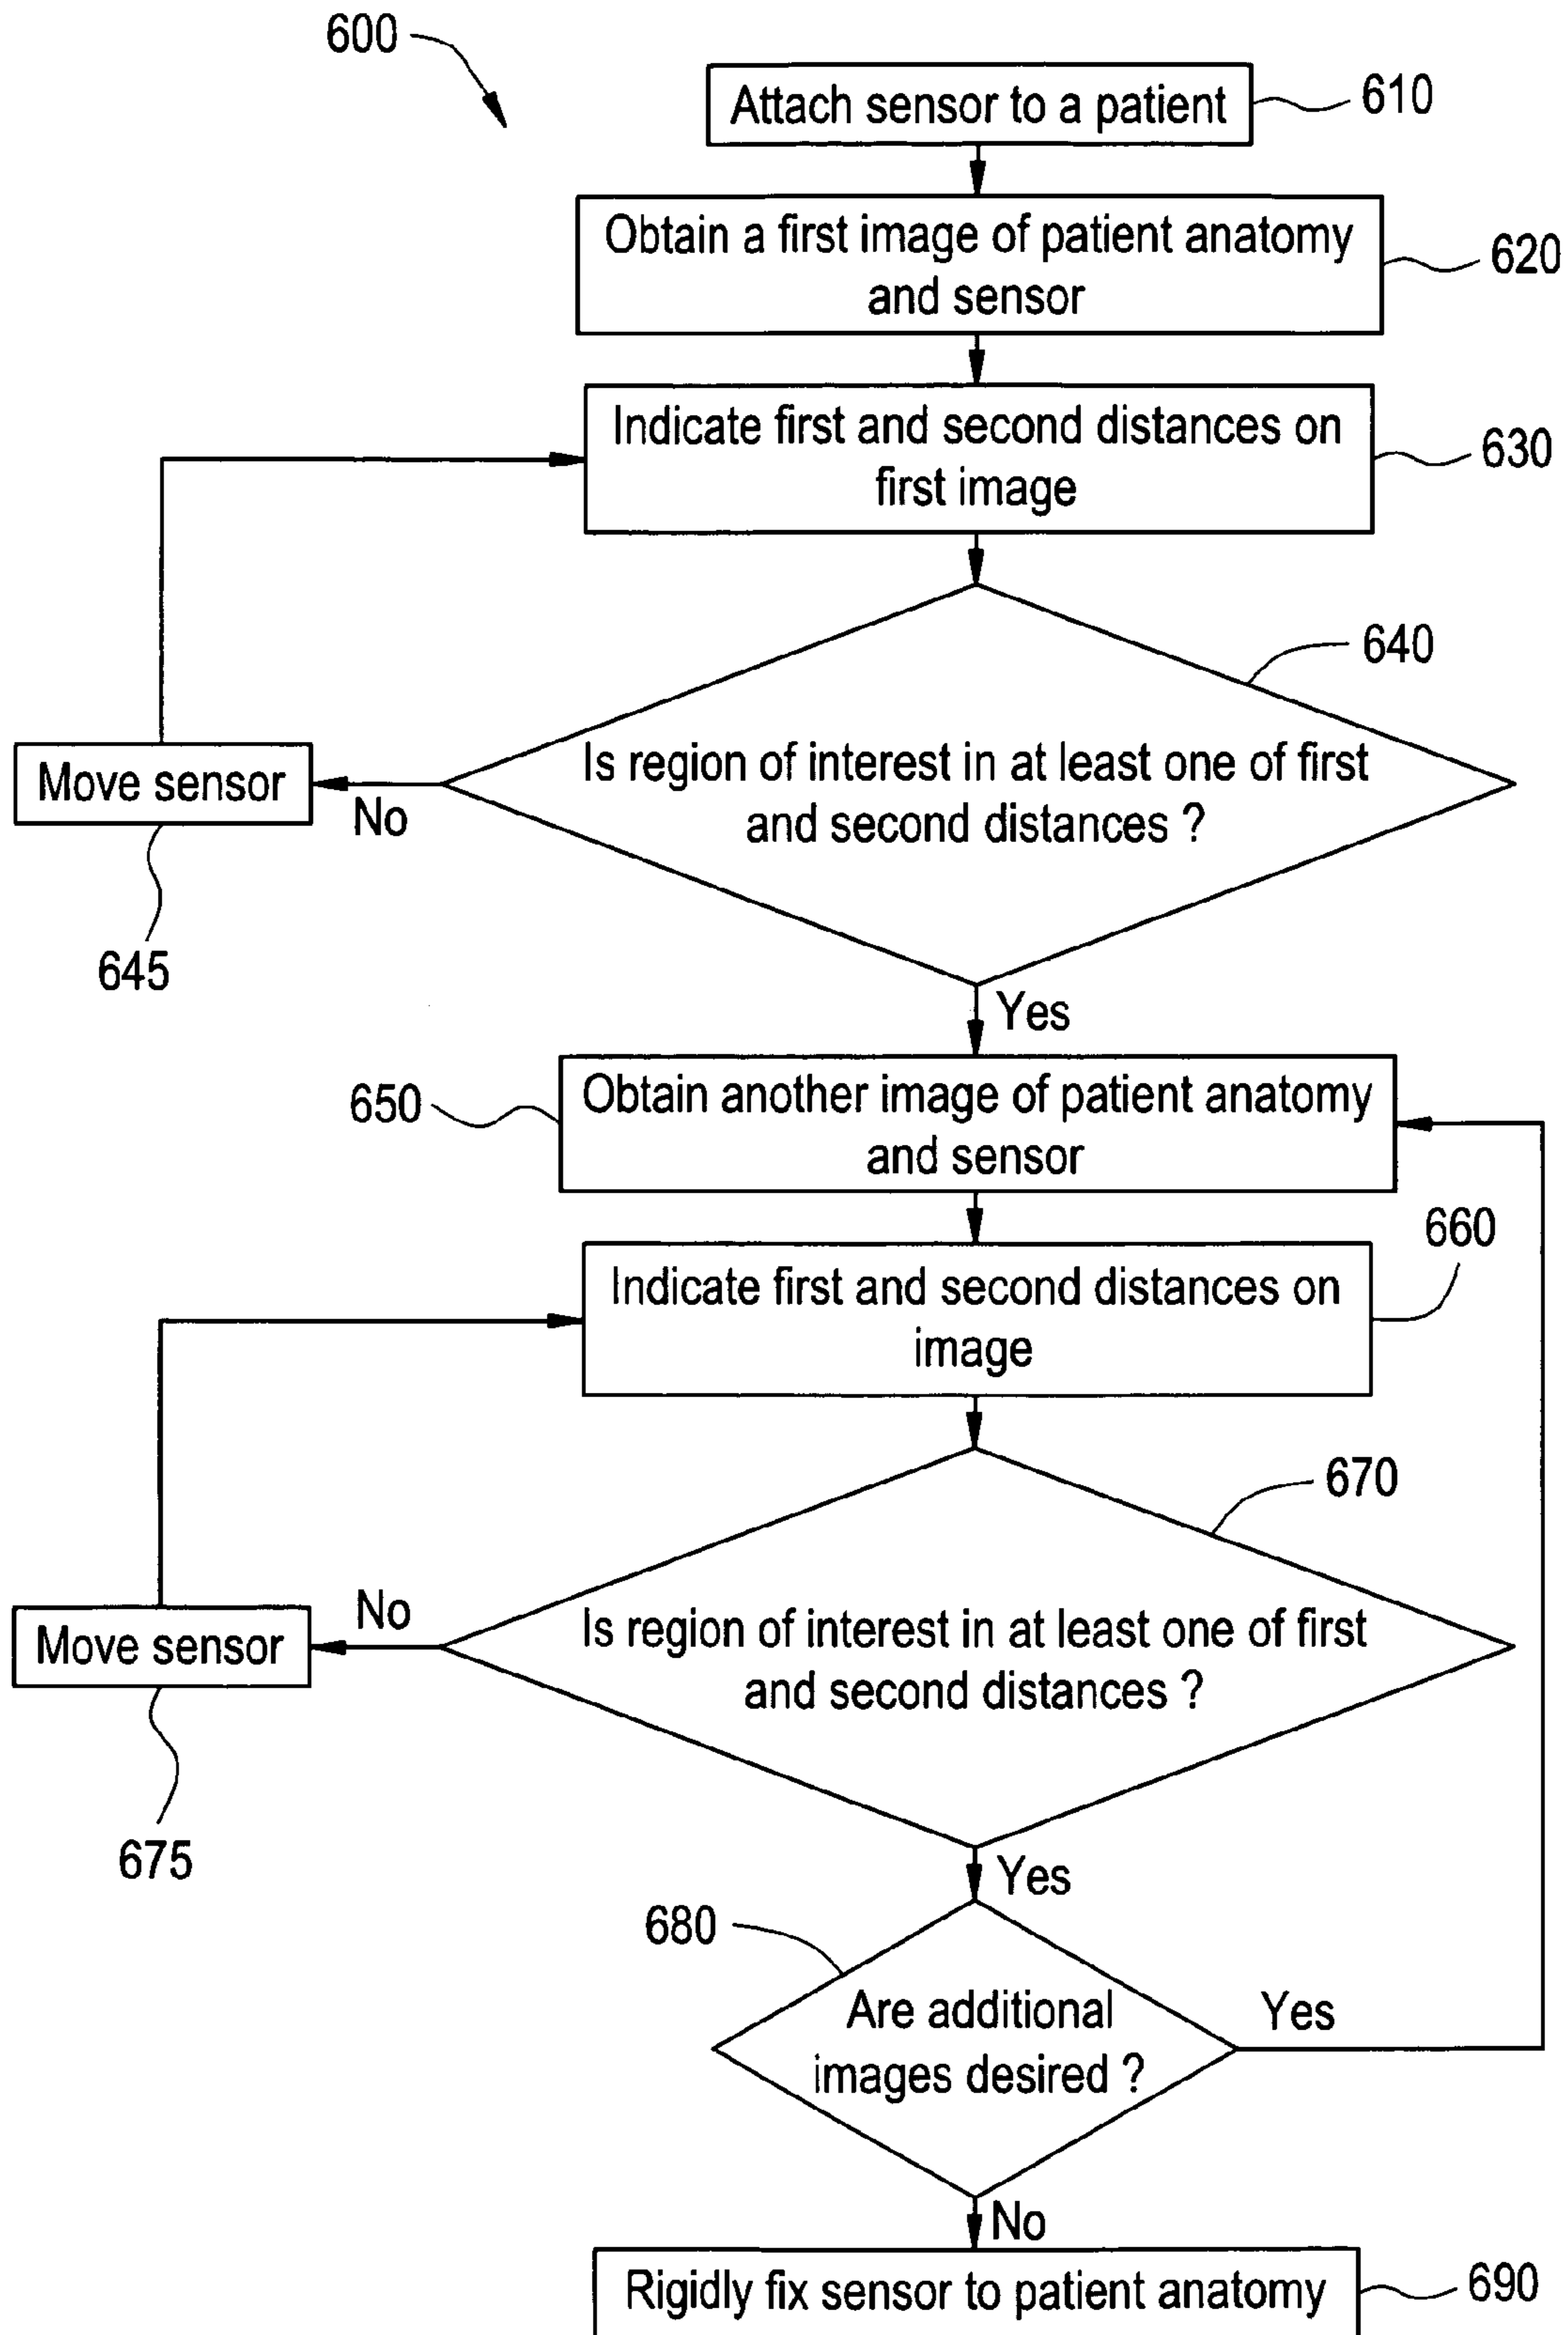 600
Attach sensor to a patient
610
Obtain a first image of patient anatomy
and sensor
620
Indicate first and second distances on
first image
630
640
Is region of interest in at least one of first
and second distances ?
Move sensor
No
645
Yes
650
Obtain another image of patient anatomy
and sensor
660
Indicate first and second distances on
image
670
Is region of interest in at least one of first
and second distances ?
No
Move sensor
675
Yes
680
Are additional
images desired ?
Yes
No
Rigidly fix sensor to patient anatomy
690